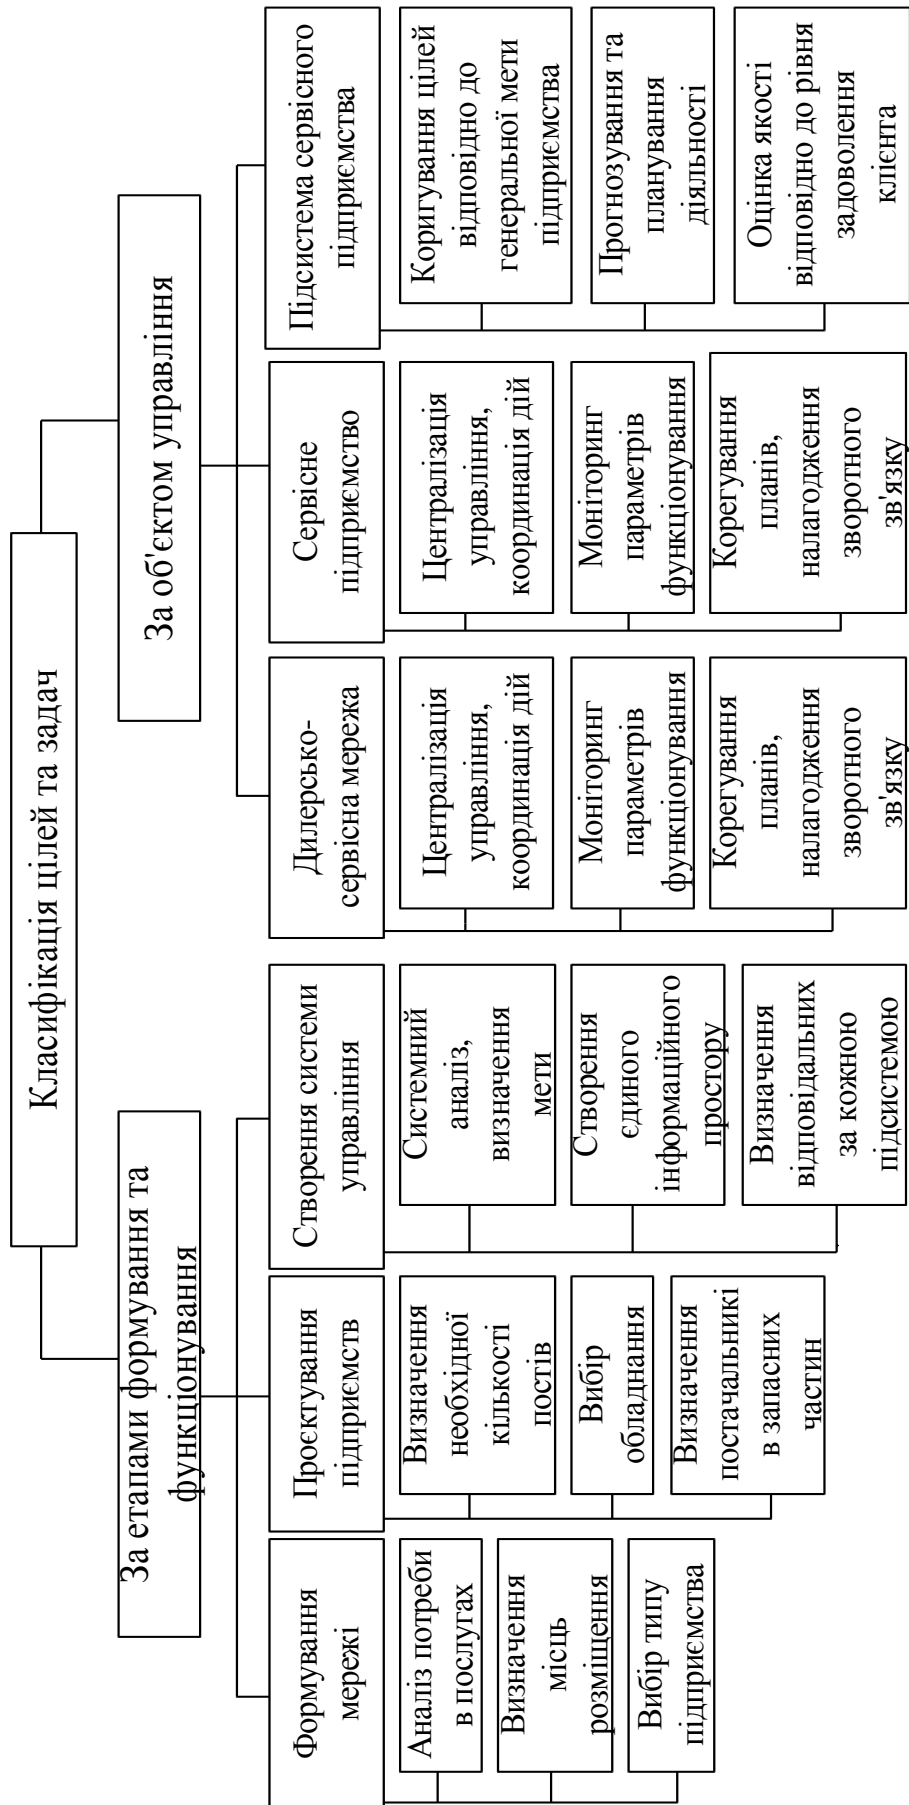 Класифікація цілей та задач
За етапами формування та
функціонування
За об'єктом управління
Формування
мережі
Аналіз потреби
в послугах
Визначення
місць
розміщення
Вибір типу
підприємства
Проєктування
підприємств
Визначення
необхідної
кількості
постів
Вибір
обладнання
Визначення
постачальникі
в запасних
частин
Створення системи
управління
Системний
аналіз,
визначення
мети
Створення
єдиного
інформаційного
простору
Визначення
відповідальних
за кожною
підсистемою
Дилерсько-
сервісна мережа
Централізація
управління,
координація дій
Моніторинг
параметрів
функціонування
Корегування
планів,
налагодження
зворотного
зв'язку
Сервісне
підприємство
Централізація
управління,
координація дій
Моніторинг
параметрів
функціонування
Корегування
планів,
налагодження
зворотного
зв'язку
Підсистема сервісного
підприємства
Коригування цілей
відповідно до
генеральної мети
підприємства
Прогнозування та
планування
діяльності
Оцінка якості
відповідно до рівня
задоволення
клієнта